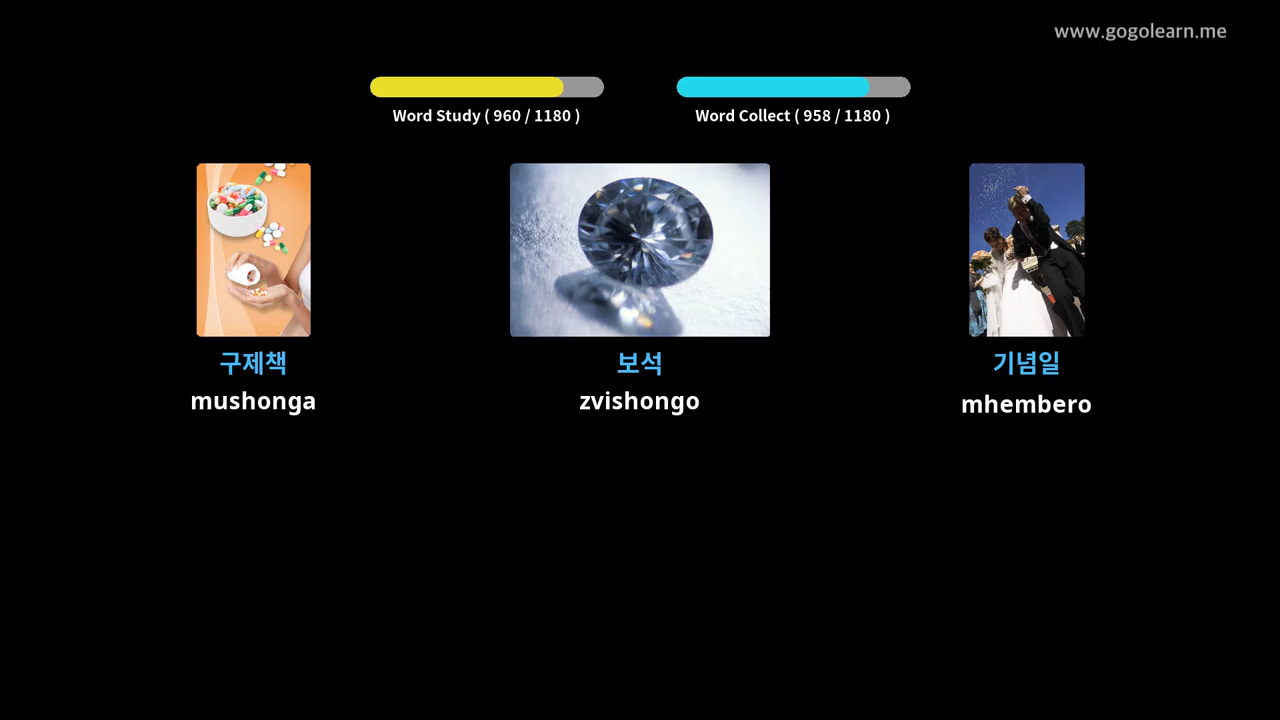 www.gogolearn.me
Word Study ( 960 / 1180 )
Word Collect ( 958 / 1180 )
구제책
보석
기념일
mushonga
zvishongo
mhembero